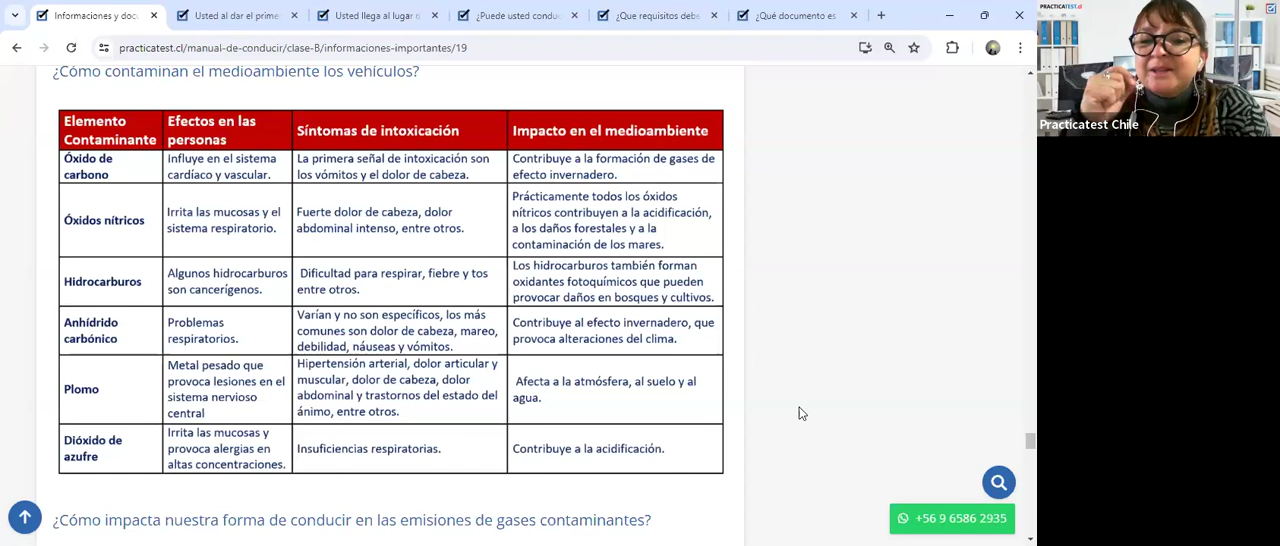 Informaciones y doc
Usted al ar el primer
l lugar
¿Puede usted conduc
¿Que requisitos debe
¿Qué documento es
practicatest.cl/manual-de-conducir/clase-B/informaciones-importantes/19
PRACTICATEST.cl
Practicatest Chile
¿Cómo contaminan el medioambiente los vehículos?
Elemento Contaminante
Efectos en las personas
Síntomas de intoxicación
Impacto en el medioambiente
Óxido de
carbono
Influye en el sistema
cardíaco y vascular.
La primera señal de intoxicación son
los vómitos y el dolor de cabeza.
Contribuye a la formación de gases de
efecto invernadero.
Óxidos nítricos
Irrita las mucosas y el
sistema respiratorio.
Fuerte dolor de cabeza, dolor
abdominal intenso, entre otros.
Prácticamente todos los óxidos
nítricos contribuyen a la acidificación,
a los daños forestales y a la
contaminación de los mares.
Hidrocarburos
Algunos hidrocarburos
son cancerígenos.
Dificultad para respirar, fiebre y tos
entre otros.
Los hidrocarburos también forman
oxidantes fotoquímicos que pueden
provocar daños en bosques y cultivos.
Anhídrido
carbónico
Problemas
respiratorios.
Varían y no son específicos, los más
comunes son dolor de cabeza, mareo,
debilidad, náuseas y vómitos.
Contribuye al efecto invernadero, que
provoca alteraciones del clima.
Plomo
Metal pesado que
provoca lesiones en el
sistema nervioso
central
Hipertensión arterial, dolor articular y
muscular, dolor de cabeza, dolor
abdominal y trastornos del estado del
ánimo, entre otros.
Afecta a la atmósfera, al suelo y al
agua.
Dióxido de
azufre
Irrita las mucosas y
provoca alergias en
altas concentraciones.
Insuficiencias respiratorias.
Contribuye a la acidificación.
¿Cómo impacta nuestra forma de conducir en las emisiones de gases contaminantes?
+56 9 6586 2935